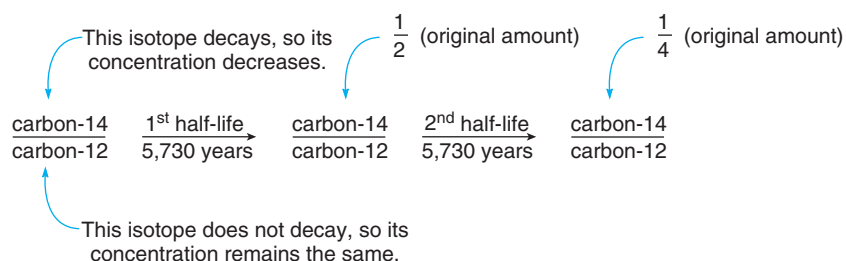 This isotope decays, so its
concentration decreases.
1/2 (original amount)
1/4 (original amount)
carbon-14
carbon-12
1st half-life
5,730 years
carbon-14
carbon-12
2nd half-life
5,730 years
carbon-14
carbon-12
This isotope does not decay, so its
concentration remains the same.